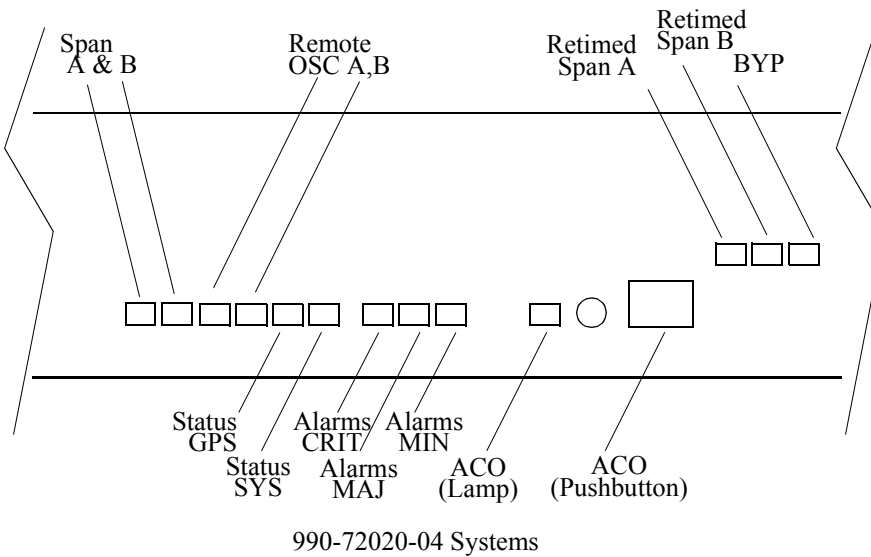 Span
A & B
Remote
OSC A,B
Retimed
Span A
Retimed
Span B
BYP
Status
GPS
Status
SYS
Alarms
CRIT
Alarms
MAJ
Alarms
MIN
ACO
(Lamp)
ACO
(Pushbutton)
990-72020-04 Systems